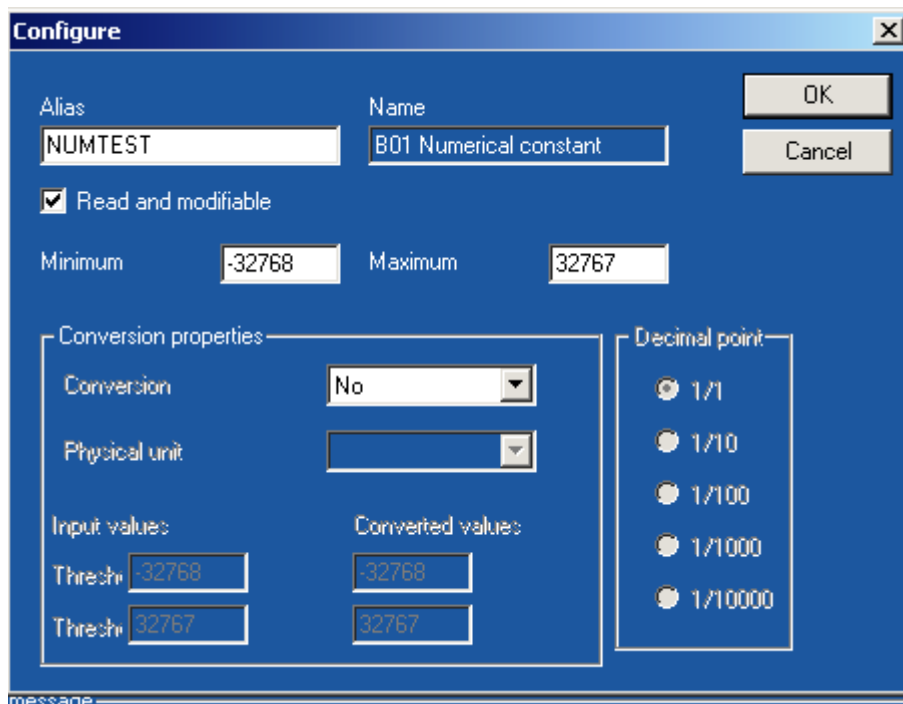 Configure
Alias
Name
OK
NUMTEST
B01 Numerical constant
Cancel
Read and modifiable
Minimum
-32768
Maximum
32767
Conversion properties
Decimal point
Conversion
No
1/1
Physical unit
1/10
1/100
Input values
Converted values
1/1000
Thresh
-32768
-32768
1/10000
Thresh
32767
32767
message